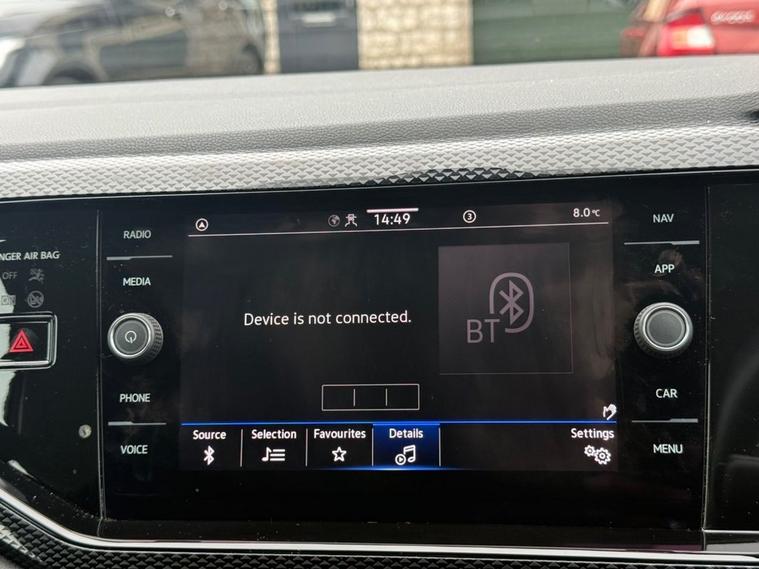 RADIO
MEDIA
PHONE
VOICE
NGER AIR BAG
OFF
ON
14:49
3
8.0°C
Device is not connected.
BT
Source
Selection
Favourites
Details
Settings
NAV
APP
CAR
MENU